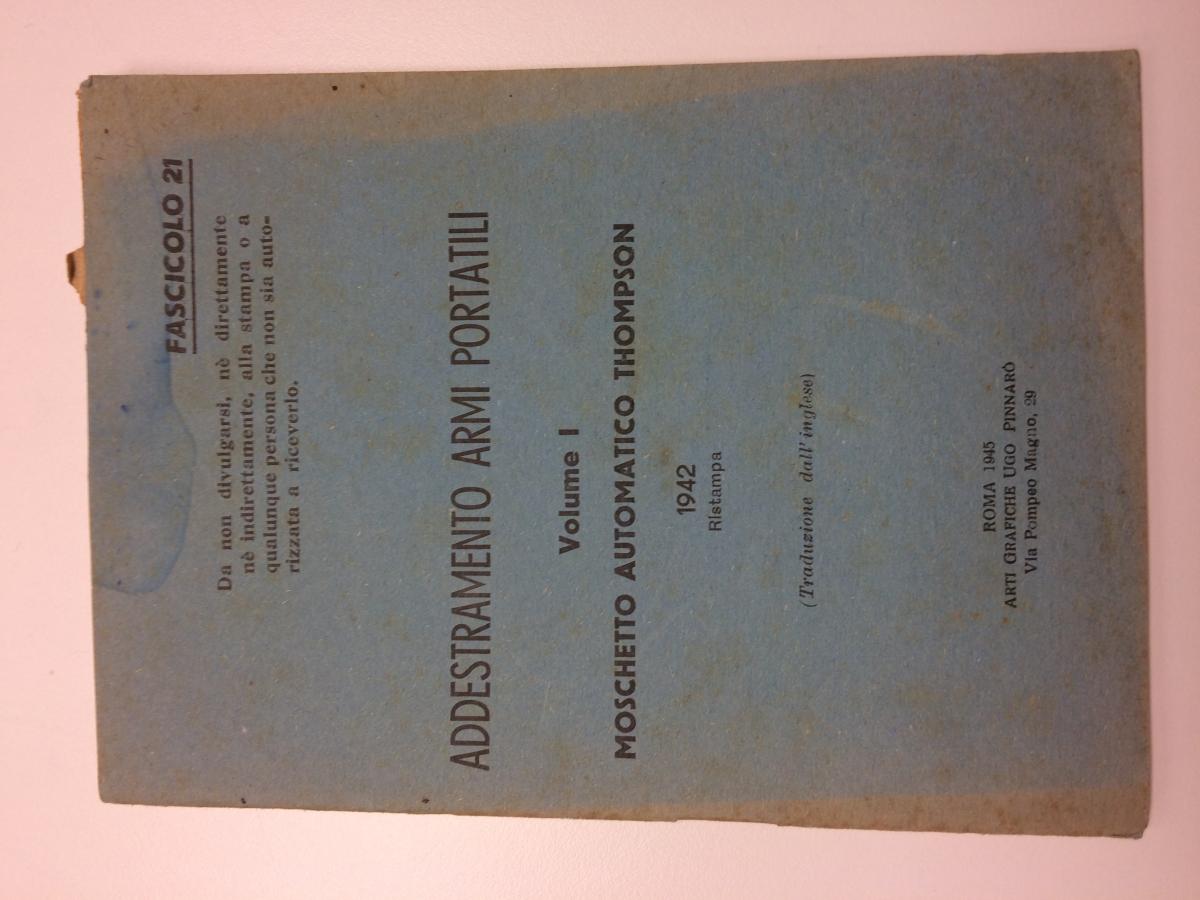 FASCICOLO 21
Da non divulgarsi, nè direttamente
nè indirettamente, alla stampa o a
qualunque persona che non sia auto-
rizzata a riceverlo.
ADDESTRAMENTO ARMI PORTATILI
Volume I
MOSCHETTO AUTOMATICO THOMPSON
1942
Ristampa
(Traduzione dall'inglese)
ROMA 1945
ARTI GRAFICHE UGO PINNARÒ
Via Pompeo Magno, 29